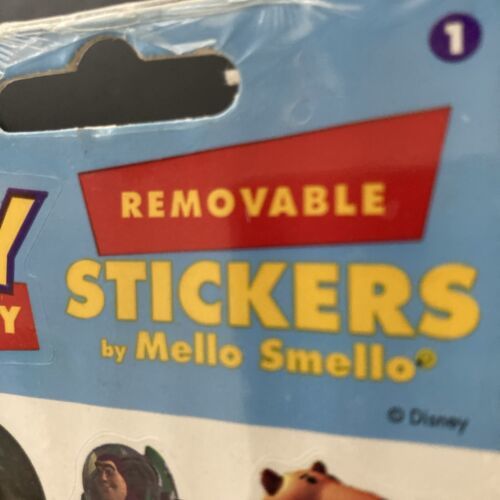 1
REMOVABLE
STICKERS
by Mello Smello®
© Disney
Y
Y